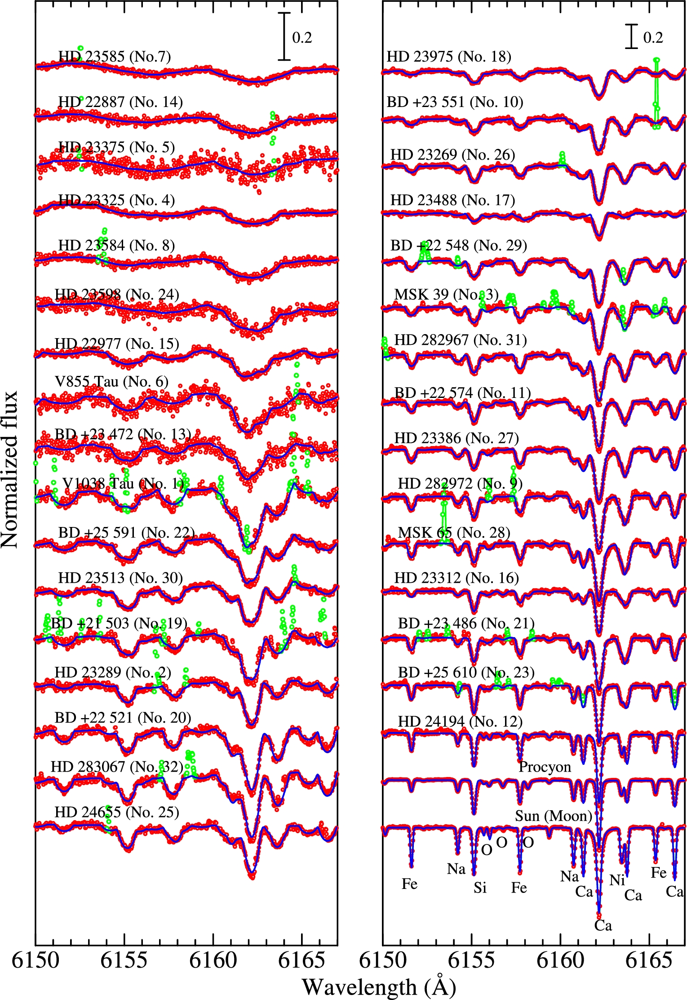 Normalized flux
0.2
HD 23585 (No.7)
HD 22887 (No. 14)
HD 23375 (No. 5)
HD 23325 (No. 4)
HD 23584 (No. 8)
HD 23598 (No. 24)
HD 22977 (No. 15)
V855 Tau (No. 6)
BD +23 472 (No. 13)
V1038 Tau (No. 1)
BD +25 591 (No. 22)
HD 23513 (No. 30)
BD +21 503 (No. 19)
HD 23289 (No. 2)
BD +22 521 (No. 20)
HD 283067 (No. 32)
HD 24655 (No. 25)
6150 6155 6160 6165
0.2
HD 23975 (No. 18)
BD +23 551 (No. 10)
HD 23269 (No. 26)
HD 23488 (No. 17)
BD +22 548 (No. 29)
MSK 39 (No. 3)
HD 282967 (No. 31)
BD +22 574 (No. 11)
HD 23386 (No. 27)
HD 282972 (No. 9)
MSK 65 (No. 28)
HD 23312 (No. 16)
BD +23 486 (No. 21)
BD +25 610 (No. 23)
HD 24194 (No. 12)
Procyon
Sun (Moon)
O O O
Fe Na Si Fe Na Ca Ni Ca Fe Ca
Ca
6150 6155 6160 6165
Wavelength (Å)